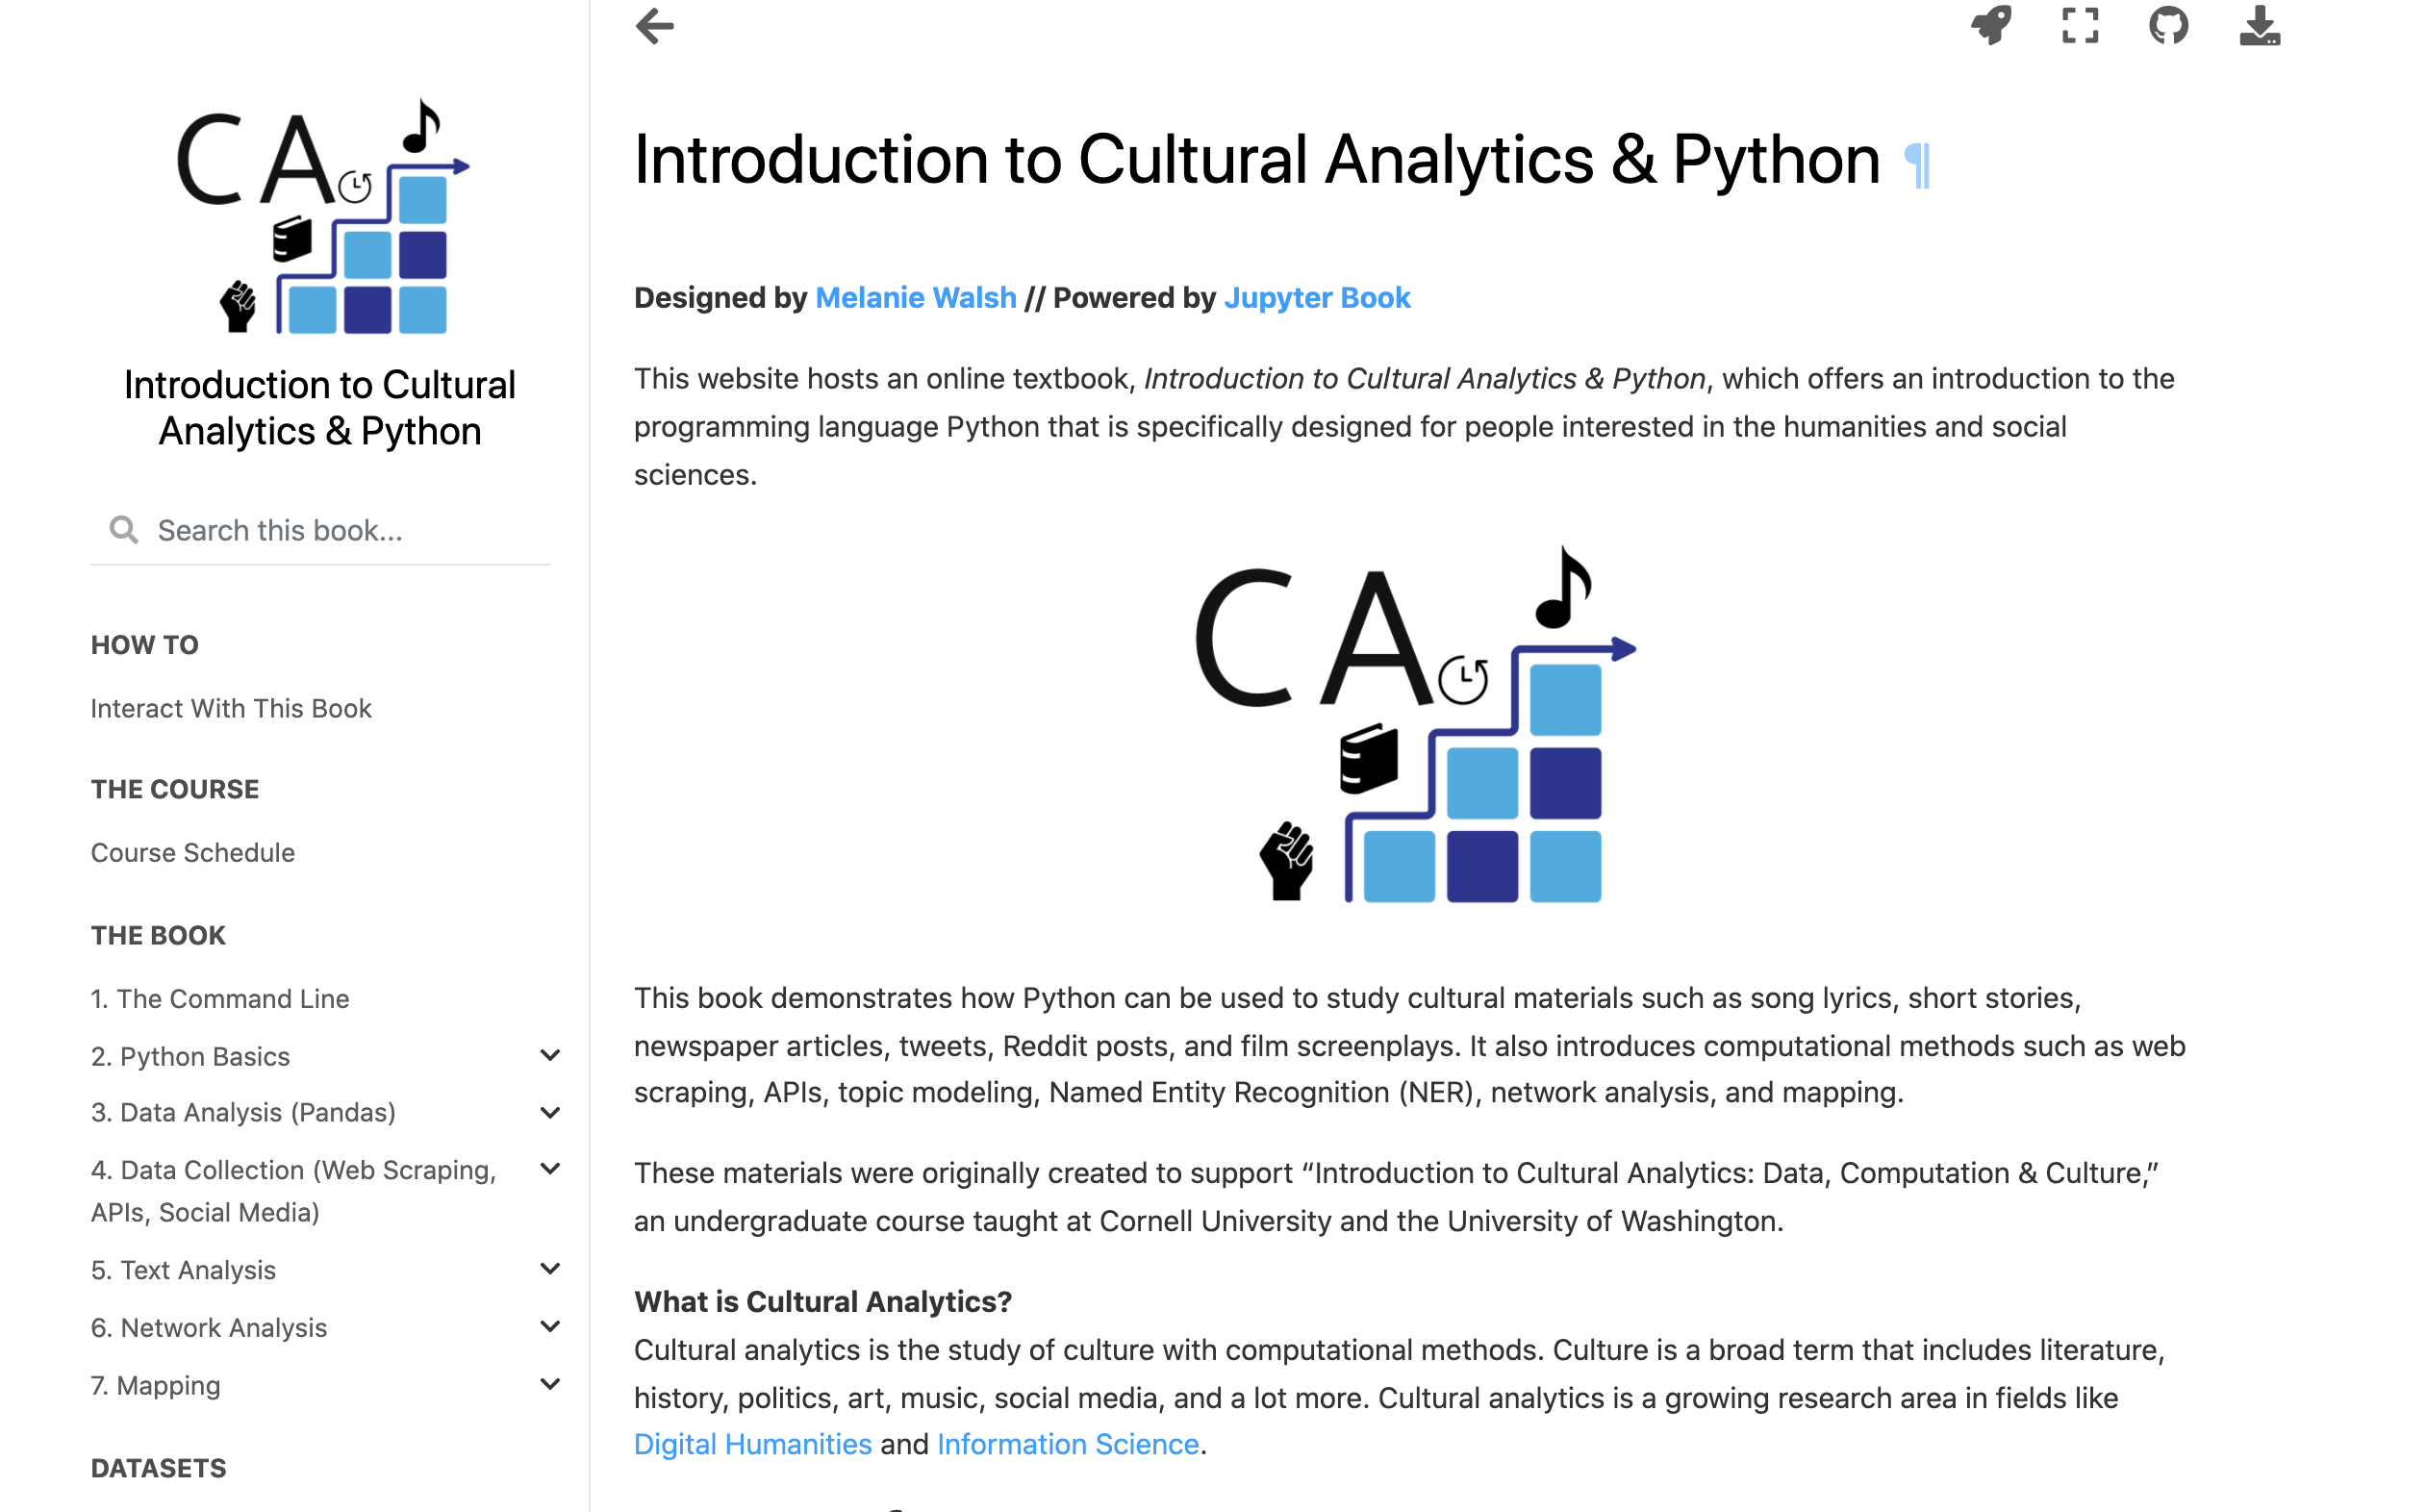 C A
Introduction to Cultural
Analytics & Python
Search this book...
HOW TO
Interact With This Book
THE COURSE
Course Schedule
THE BOOK
1. The Command Line
2. Python Basics
3. Data Analysis (Pandas)
4. Data Collection (Web Scraping,
APIs, Social Media)
5. Text Analysis
6. Network Analysis
7. Mapping
DATASETS
Introduction to Cultural Analytics & Python ¶
Designed by Melanie Walsh // Powered by Jupyter Book
This website hosts an online textbook, Introduction to Cultural Analytics & Python, which offers an introduction to the
programming language Python that is specifically designed for people interested in the humanities and social
sciences.
C A
This book demonstrates how Python can be used to study cultural materials such as song lyrics, short stories,
newspaper articles, tweets, Reddit posts, and film screenplays. It also introduces computational methods such as web
scraping, APIs, topic modeling, Named Entity Recognition (NER), network analysis, and mapping.
These materials were originally created to support “Introduction to Cultural Analytics: Data, Computation & Culture,”
an undergraduate course taught at Cornell University and the University of Washington.
What is Cultural Analytics?
Cultural analytics is the study of culture with computational methods. Culture is a broad term that includes literature,
history, politics, art, music, social media, and a lot more. Cultural analytics is a growing research area in fields like
Digital Humanities and Information Science.